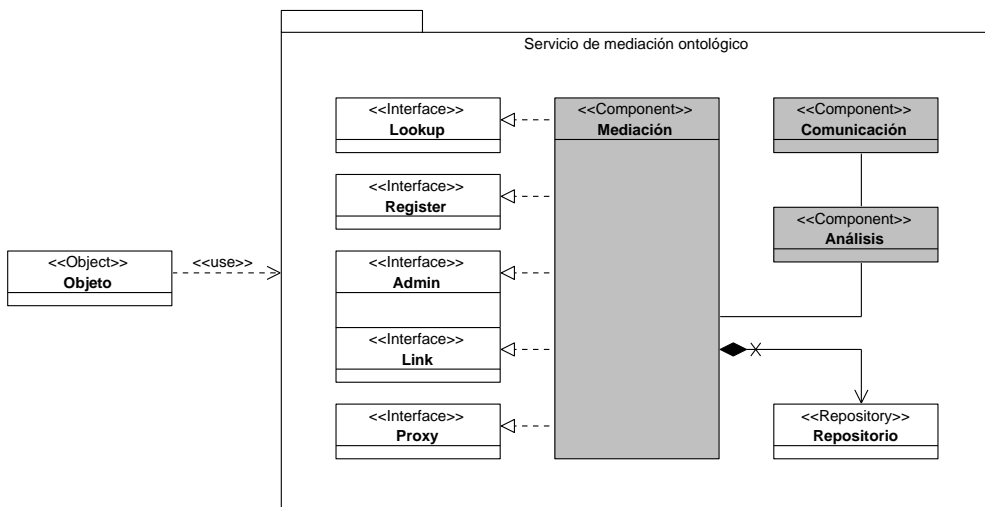 Servicio de mediación ontológico
<<Interface>>
Lookup
<<Component>>
Mediación
<<Component>>
Comunicación
<<Interface>>
Register
<<Component>>
Análisis
<<Object>>
Objeto
<<use>>
<<Interface>>
Admin
<<Interface>>
Link
<<Interface>>
Proxy
<<Repository>>
Repositorio